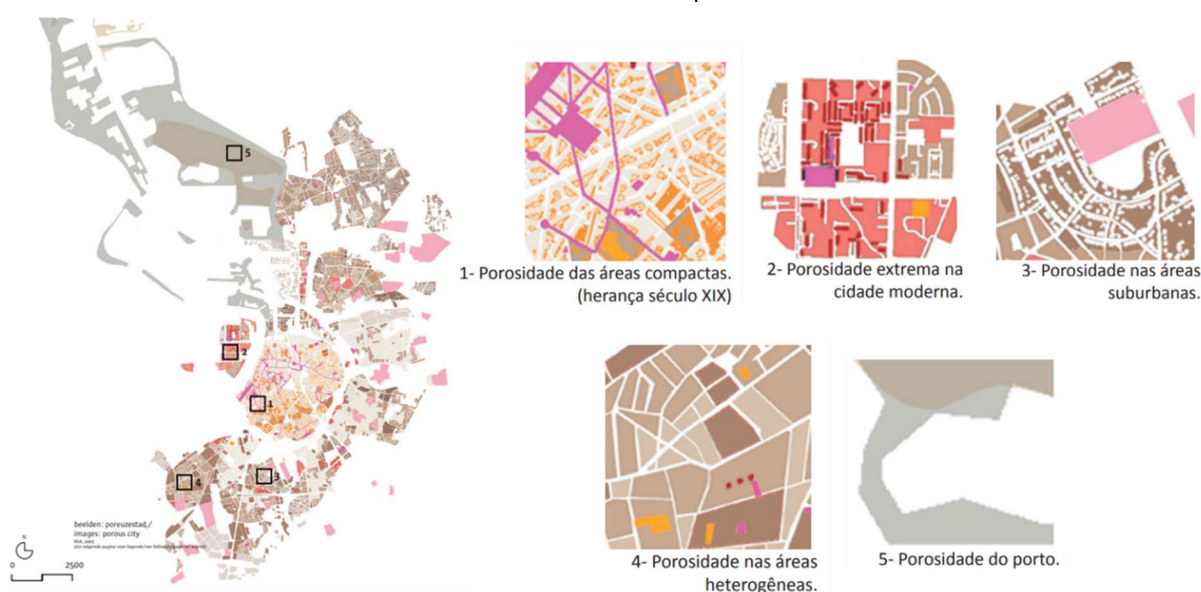 5
2
1
4
3
beelden: poreuzestad,/
images: porous city
N
0
2500
1- Porosidade das áreas compactas.
(herança século XIX)
2- Porosidade extrema na
cidade moderna.
3- Porosidade nas áreas
suburbanas.
4- Porosidade nas áreas
heterogêneas.
5- Porosidade do porto.